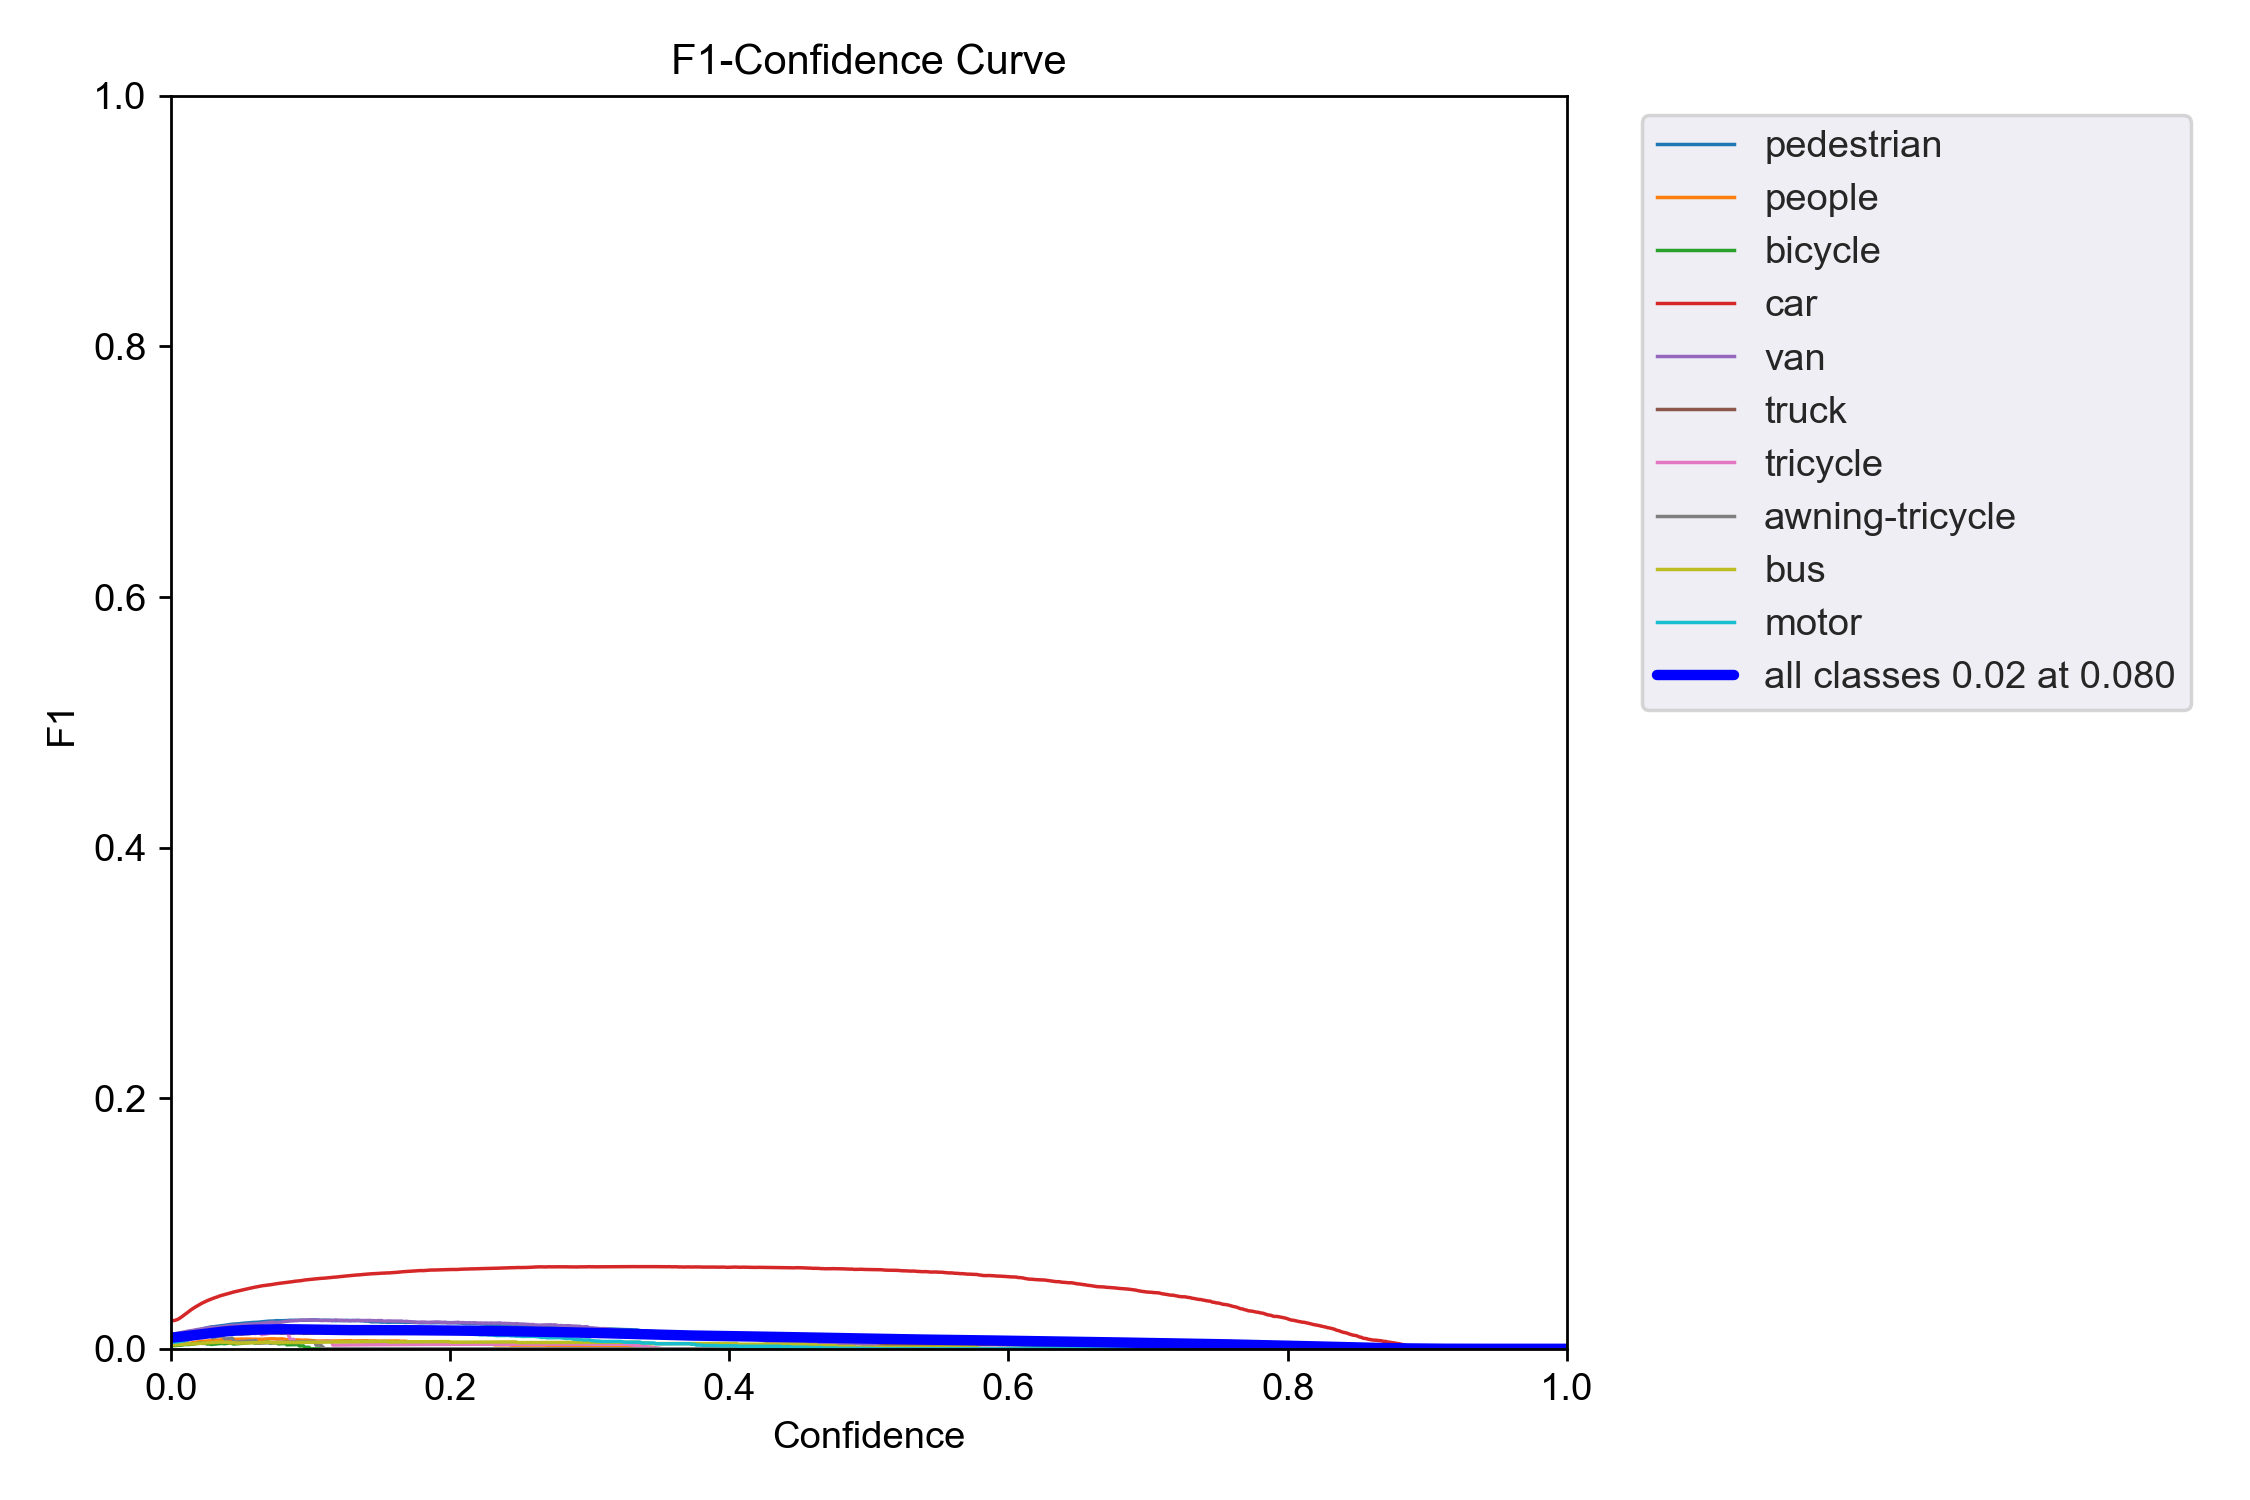 F1-Confidence Curve
1.0
0.8
0.6
0.4
0.2
0.0
F1
0.0 0.2 0.4 0.6 0.8 1.0
Confidence
pedestrian
people
bicycle
car
van
truck
tricycle
awning-tricycle
bus
motor
all classes 0.02 at 0.080